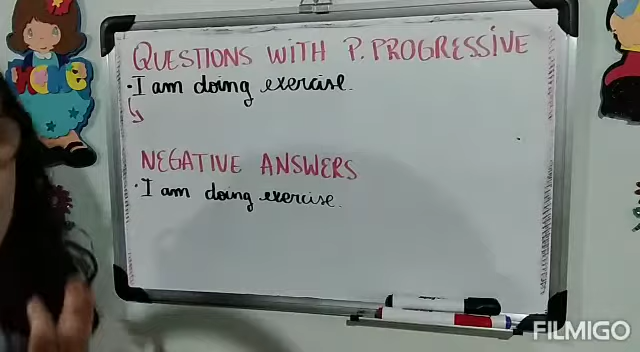 QUESTIONS WITH P. PROGRESSIVE
· I am doing exercise.
NEGATIVE ANSWERS
· I am doing exercise.
FILMIGO